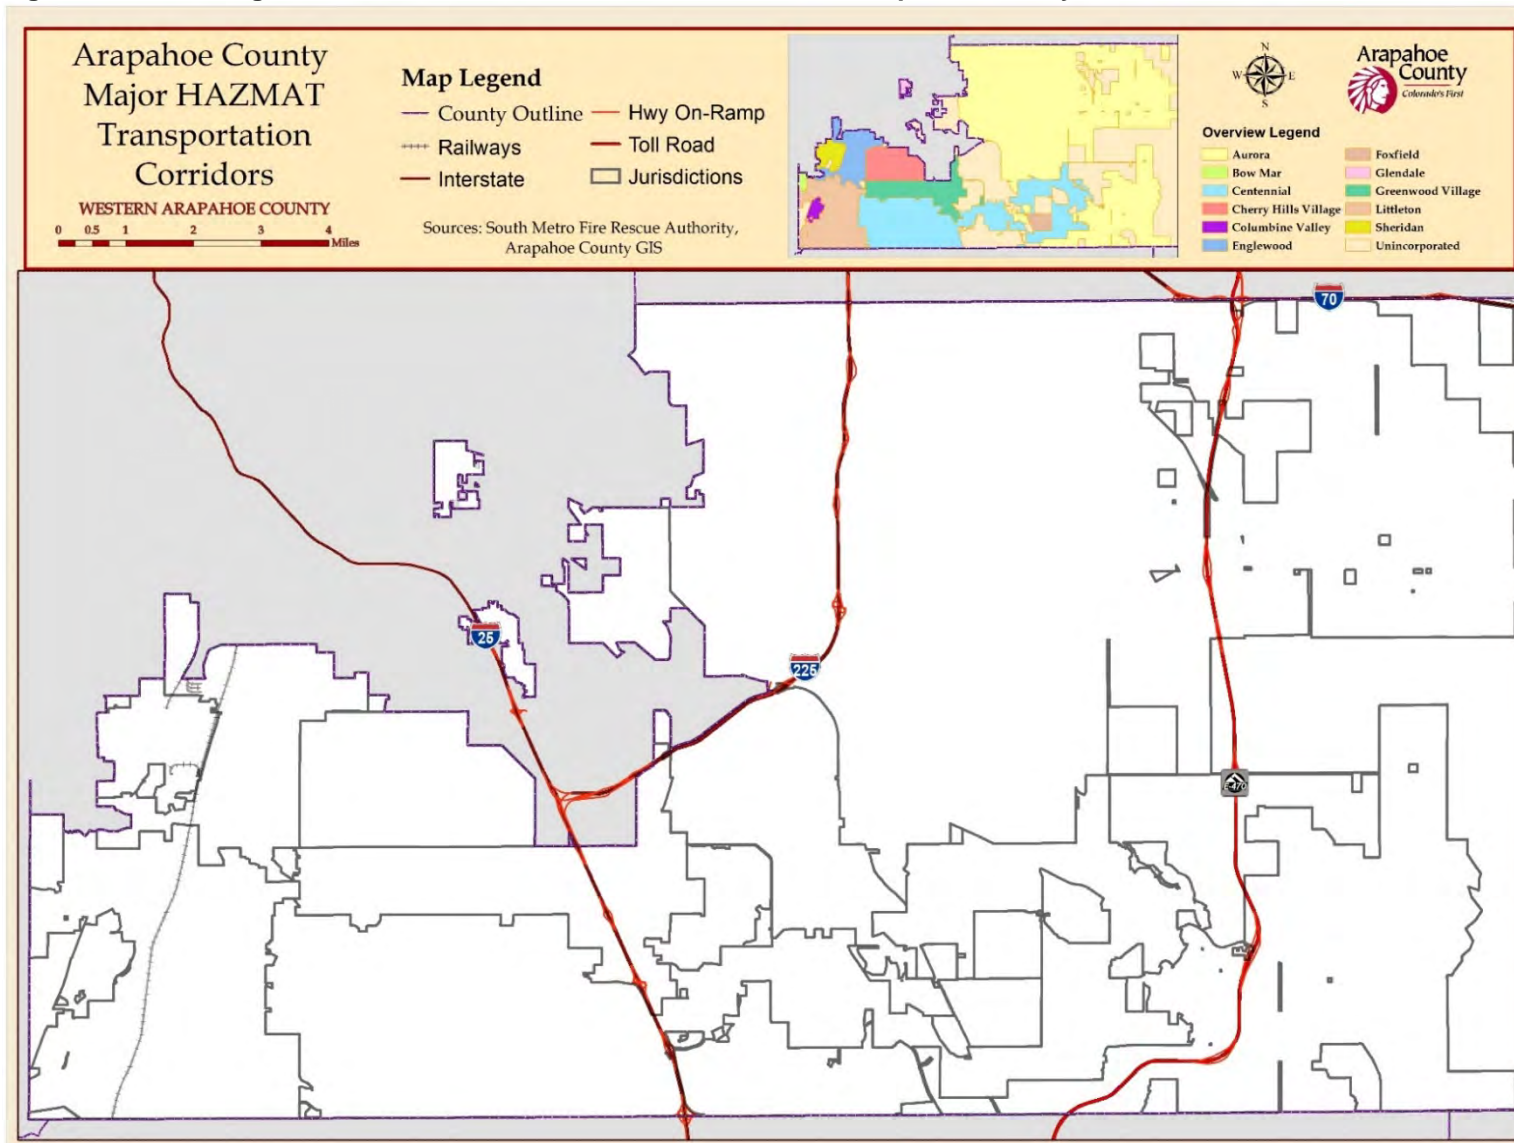 Arapahoe County
Major HAZMAT
Transportation
Corridors
WESTERN ARAPAHOE COUNTY
0 0.5 1 2 3 4
Miles
Map Legend
County Outline
Hwy On-Ramp
Railways
Toll Road
Interstate
Jurisdictions
Sources: South Metro Fire Rescue Authority,
Arapahoe County GIS
N
W E
S
Arapahoe
County
Colorado's First
Overview Legend
Aurora
Bow Mar
Centennial
Cherry Hills Village
Columbine Valley
Englewood
Foxfield
Glendale
Greenwood Village
Littleton
Sheridan
Unincorporated
70
25
225
E-470